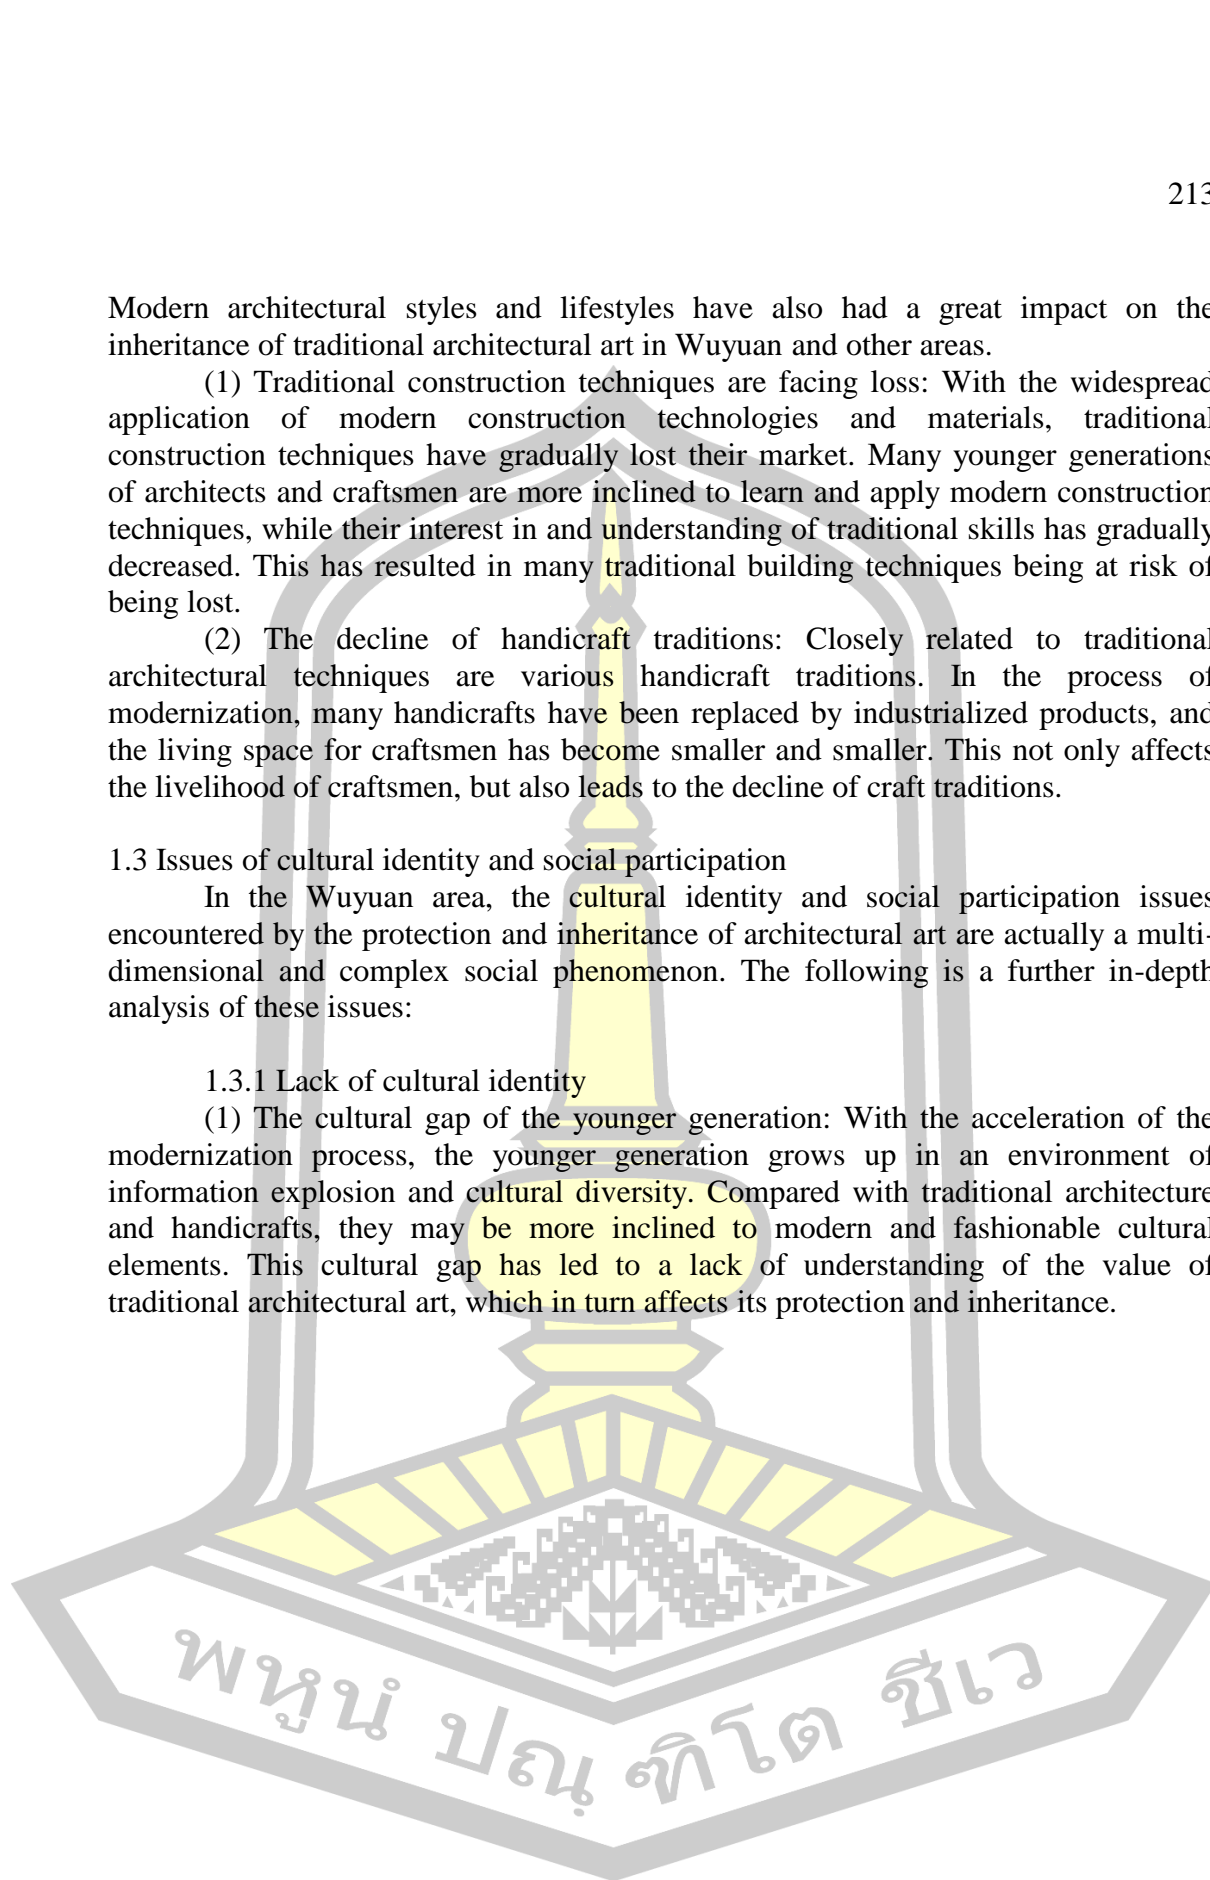 213
Modern architectural styles and lifestyles have also had a great impact on the
inheritance of traditional architectural art in Wuyuan and other areas.
(1) Traditional construction techniques are facing loss: With the widespread
application of modern construction technologies and materials, traditional
construction techniques have gradually lost their market. Many younger generations
of architects and craftsmen are more inclined to learn and apply modern construction
techniques, while their interest in and understanding of traditional skills has gradually
decreased. This has resulted in many traditional building techniques being at risk of
being lost.
(2) The decline of handicraft traditions: Closely related to traditional
architectural techniques are various handicraft traditions. In the process of
modernization, many handicrafts have been replaced by industrialized products, and
the living space for craftsmen has become smaller and smaller. This not only affects
the livelihood of craftsmen, but also leads to the decline of craft traditions.
1.3 Issues of cultural identity and social participation
In the Wuyuan area, the cultural identity and social participation issues
encountered by the protection and inheritance of architectural art are actually a multi-
dimensional and complex social phenomenon. The following is a further in-depth
analysis of these issues:
1.3.1 Lack of cultural identity
(1) The cultural gap of the younger generation: With the acceleration of the
modernization process, the younger generation grows up in an environment of
information explosion and cultural diversity. Compared with traditional architecture
and handicrafts, they may be more inclined to modern and fashionable cultural
elements. This cultural gap has led to a lack of understanding of the value of
traditional architectural art, which in turn affects its protection and inheritance.
พหูนํ ปณฺฑิโต ชีเว